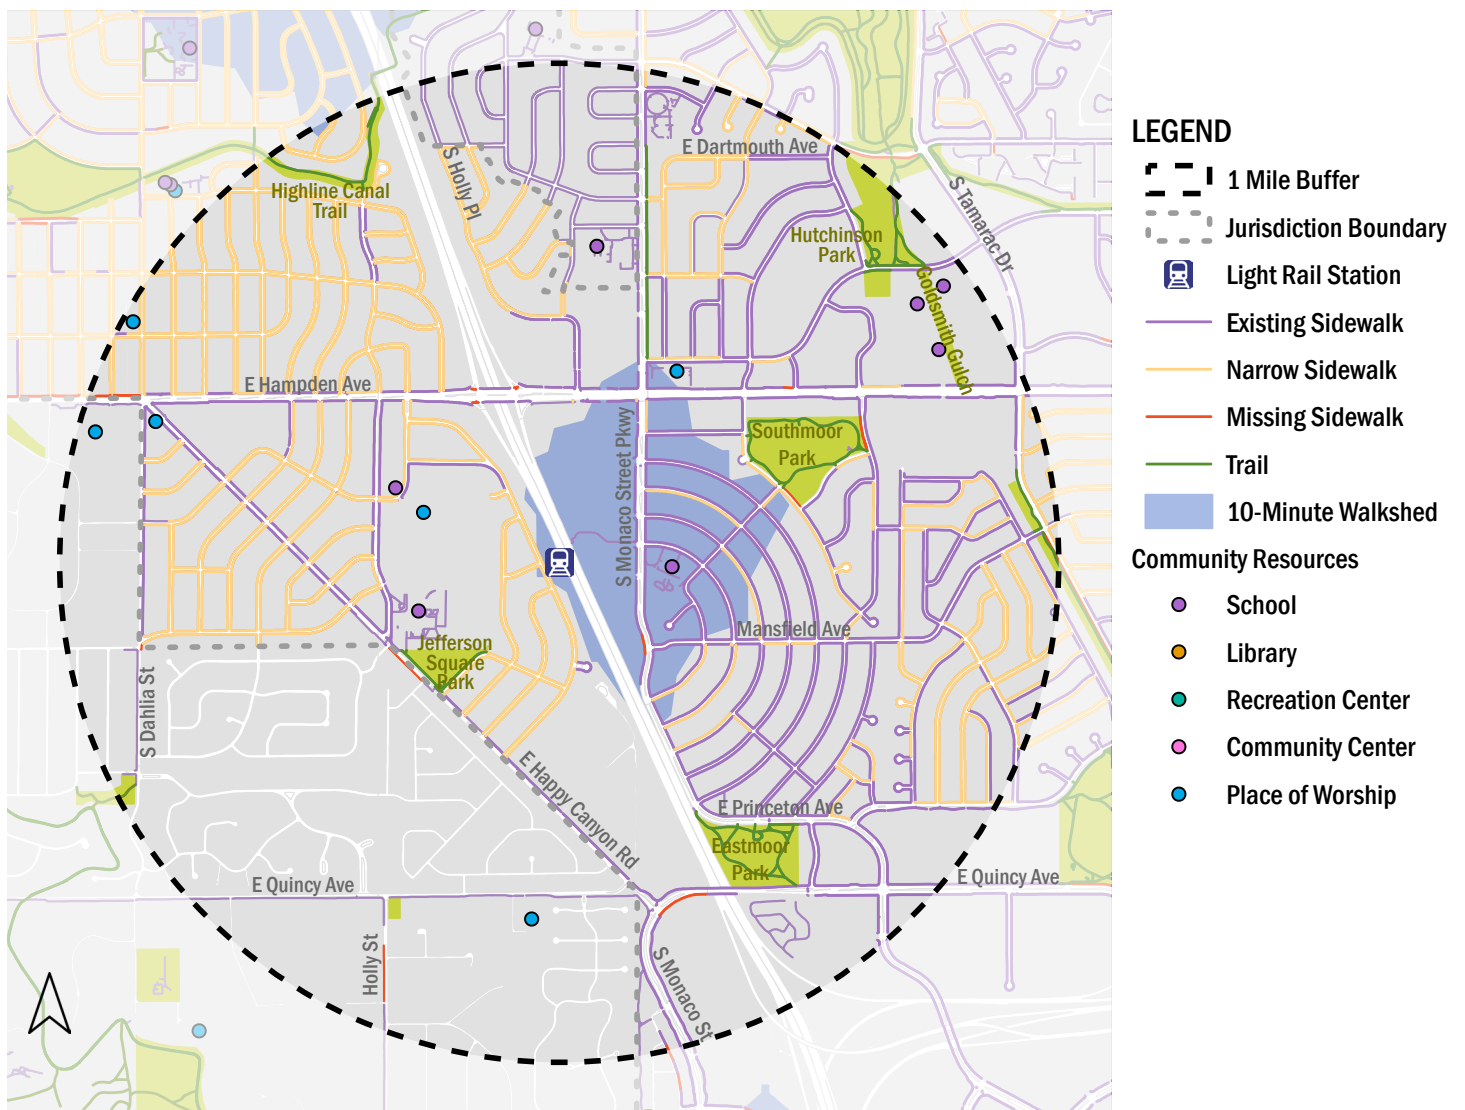 E Dartmouth Ave
S Holly Pl
Highline Canal
Trail
S Tamarac Dr
Hutchinson
Park
Goldsmith Gulch
E Hampden Ave
S Monaco Street Pkwy
Southmoor
Park
Mansfield Ave
Jefferson
Square
Park
S Dahlia St
E Happy Canyon Rd
E Princeton Ave
Eastmoor
Park
E Quincy Ave
E Quincy Ave
Holly St
S Monaco St
LEGEND
1 Mile Buffer
Jurisdiction Boundary
Light Rail Station
Existing Sidewalk
Narrow Sidewalk
Missing Sidewalk
Trail
10-Minute Walkshed
Community Resources
School
Library
Recreation Center
Community Center
Place of Worship